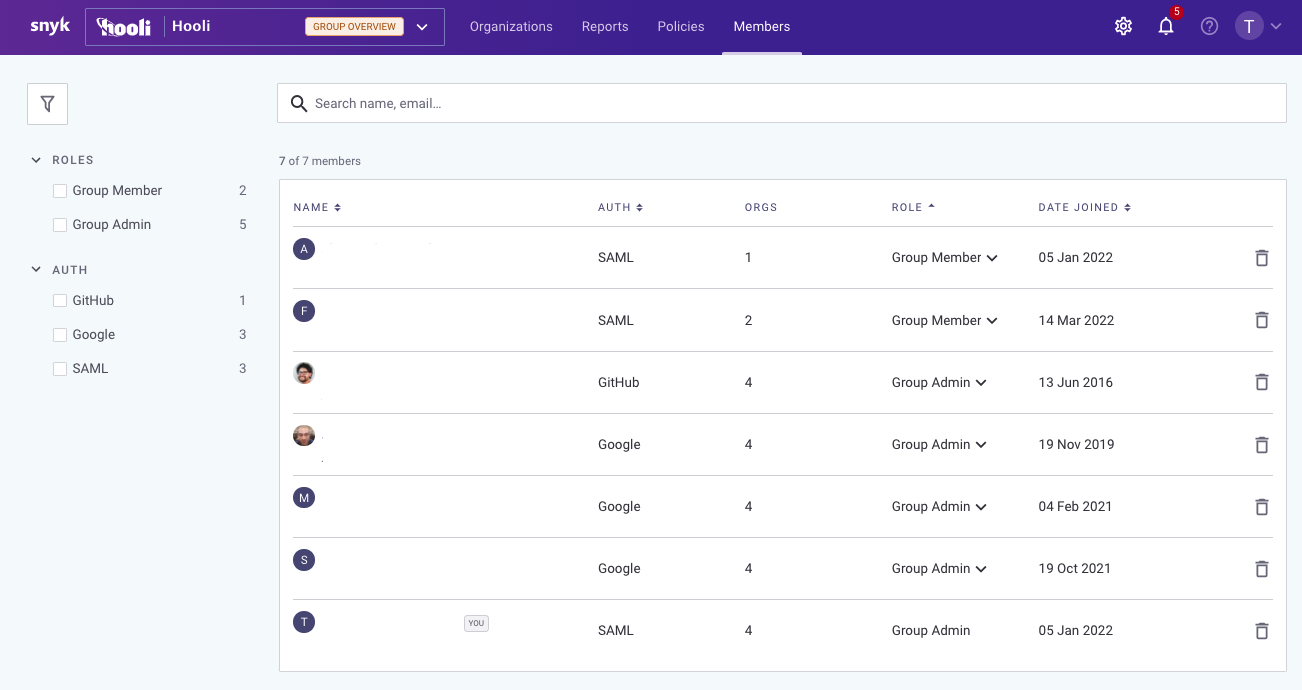 snyk hooli Hooli GROUP OVERVIEW Organizations Reports Policies Members 5 T
Search name, email...
7 of 7 members
ROLES
Group Member 2
Group Admin 5
AUTH
GitHub 1
Google 3
SAML 3
NAME AUTH ORGS ROLE DATE JOINED
A SAML 1 Group Member 05 Jan 2022
F SAML 2 Group Member 14 Mar 2022
GitHub 4 Group Admin 13 Jun 2016
Google 4 Group Admin 19 Nov 2019
M Google 4 Group Admin 04 Feb 2021
S Google 4 Group Admin 19 Oct 2021
T YOU SAML 4 Group Admin 05 Jan 2022